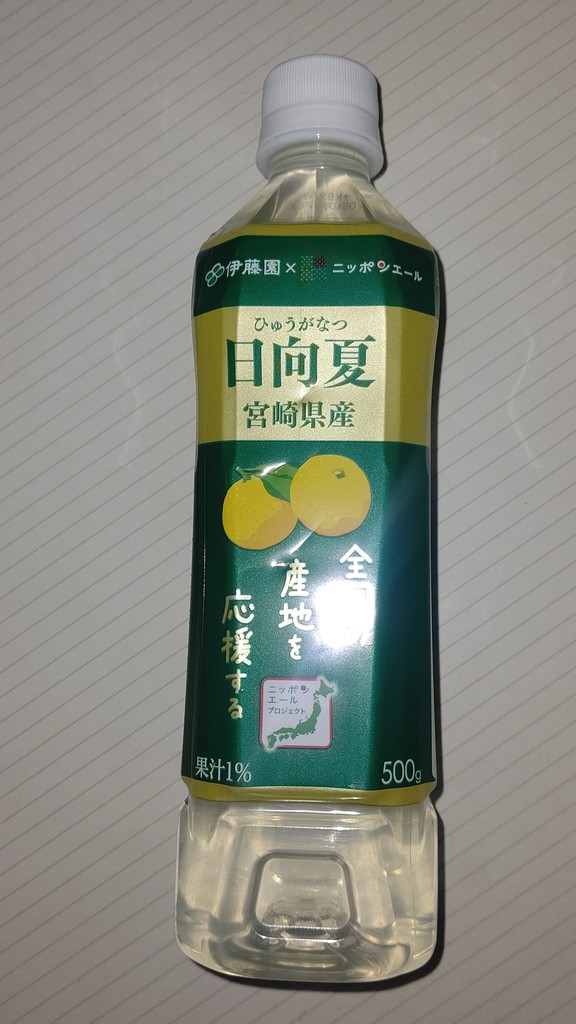 伊藤園×ニッポンエール
ひゅうがなつ
日向夏
宮崎県産
全
産地を
応援する
ニッポン
エール
プロジェクト
果汁1%
500g